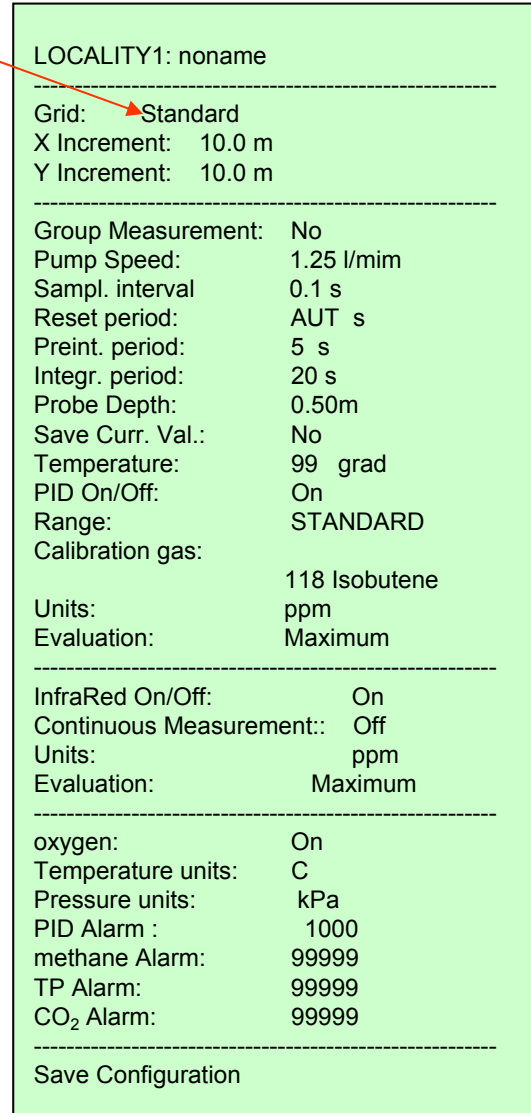 LOCALITY1: noname
--------------------------------------------------------
Grid: Standard
X Increment: 10.0 m
Y Increment: 10.0 m
--------------------------------------------------------
Group Measurement: No
Pump Speed: 1.25 l/mim
Sampl. interval 0.1 s
Reset period: AUT s
Preint. period: 5 s
Integr. period: 20 s
Probe Depth: 0.50m
Save Curr. Val.: No
Temperature: 99 grad
PID On/Off: On
Range: STANDARD
Calibration gas:
118 Isobutene
Units: ppm
Evaluation: Maximum
--------------------------------------------------------
InfraRed On/Off: On
Continuous Measurement:: Off
Units: ppm
Evaluation: Maximum
--------------------------------------------------------
oxygen: On
Temperature units: C
Pressure units: kPa
PID Alarm : 1000
methane Alarm: 99999
TP Alarm: 99999
CO₂ Alarm: 99999
--------------------------------------------------------
Save Configuration